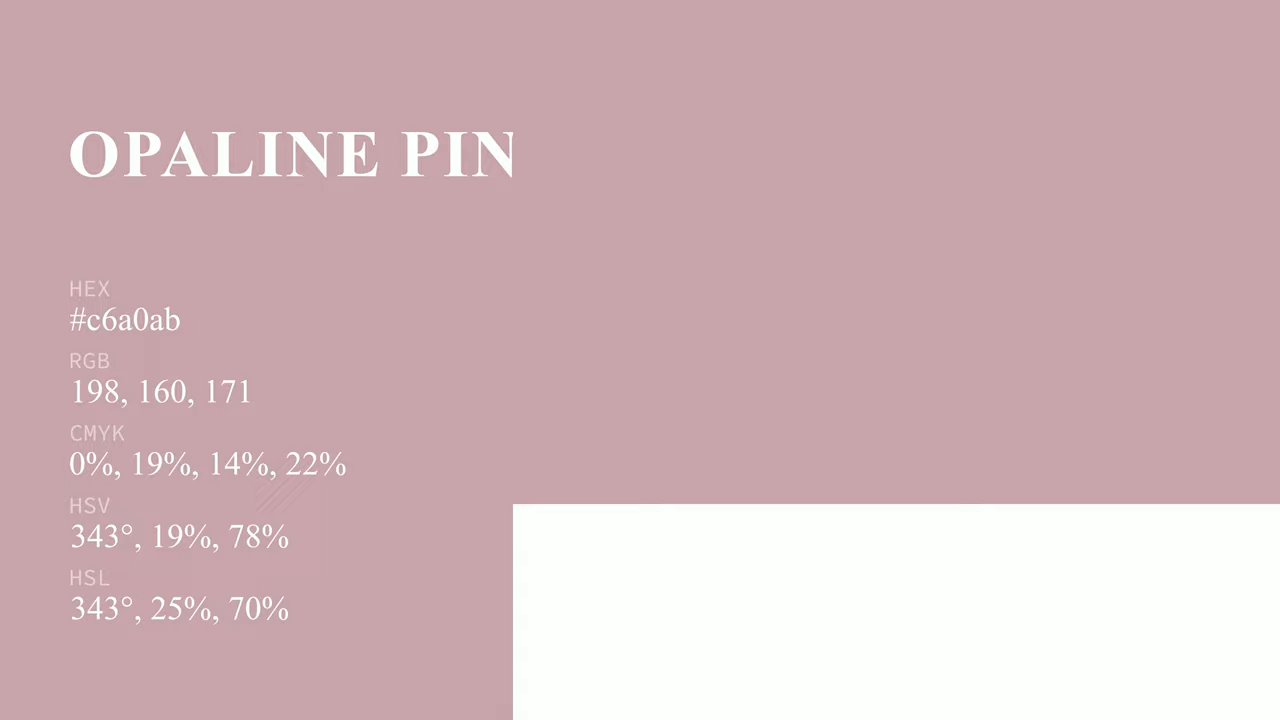 OPALINE PIN
HEX
#c6a0ab
RGB
198, 160, 171
CMYK
0%, 19%, 14%, 22%
HSV
343°, 19%, 78%
HSL
343°, 25%, 70%